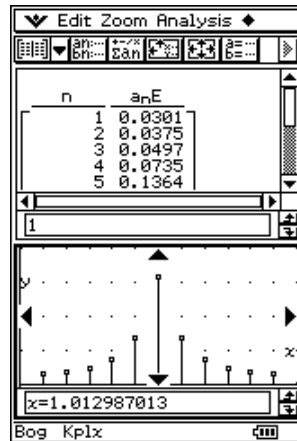 Edit Zoom Analysis ♦
n anE
1 0.0301
2 0.0375
3 0.0497
4 0.0735
5 0.1364
1
y
x
x=1.012987013
Bog Kplx